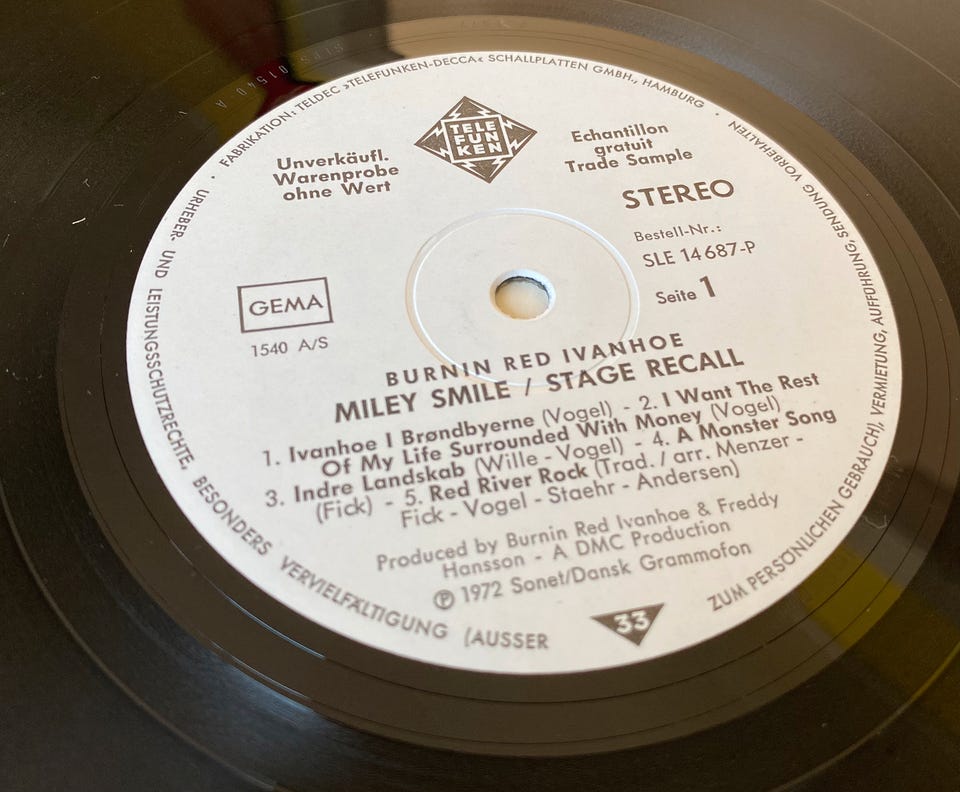 FABRIKATION: TELDEC »TELEFUNKEN-DECCA« SCHALLPLATTEN GMBH., HAMBURG ·
URHEBER- UND LEISTUNGSSCHUTZRECHTE, BESONDERS VERVIELFÄLTIGUNG (AUSSER
ZUM PERSÖNLICHEN GEBRAUCH), VERMIETUNG, AUFFÜHRUNG, SENDUNG VORBEHALTEN ·
TELE
FUN
KEN
Unverkäufl.
Warenprobe
ohne Wert
Echantillon
gratuit
Trade Sample
STEREO
Bestell-Nr.:
SLE 14 687-P
Seite 1
GEMA
1540 A/S
BURNIN RED IVANHOE
MILEY SMILE / STAGE RECALL
1. Ivanhoe I Brøndbyerne (Vogel) - 2. I Want The Rest
Of My Life Surrounded With Money (Vogel)
3. Indre Landskab (Wille - Vogel) - 4. A Monster Song
(Fick) - 5. Red River Rock (Trad. / arr. Menzer -
Fick - Vogel - Staehr - Andersen)
Produced by Burnin Red Ivanhoe & Freddy
Hansson - A DMC Production
℗ 1972 Sonet/Dansk Grammofon
33